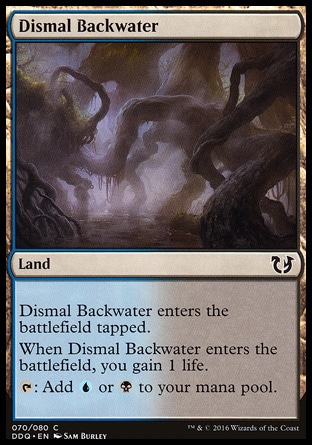 Dismal Backwater
Land
Dismal Backwater enters the
battlefield tapped.
When Dismal Backwater enters the
battlefield, you gain 1 life.
: Add or to your mana pool.
070/080 C
DDQ • EN SAM BURLEY
™ & © 2016 Wizards of the Coast